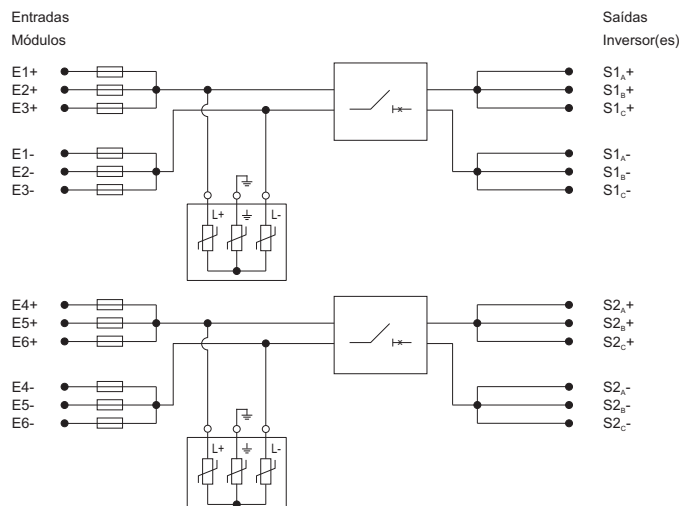 Entradas
Módulos
Saídas
Inversor(es)
E1+
E2+
E3+
S1A+
S1B+
S1C+
E1-
E2-
E3-
S1A-
S1B-
S1C-
L+
L-
E4+
E5+
E6+
S2A+
S2B+
S2C+
E4-
E5-
E6-
S2A-
S2B-
S2C-
L+
L-